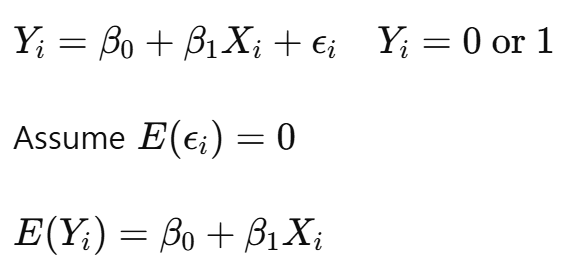 Yᵢ = β₀ + β₁Xᵢ + ϵᵢ Yᵢ = 0 or 1
Assume E(ϵᵢ) = 0
E(Yᵢ) = β₀ + β₁Xᵢ